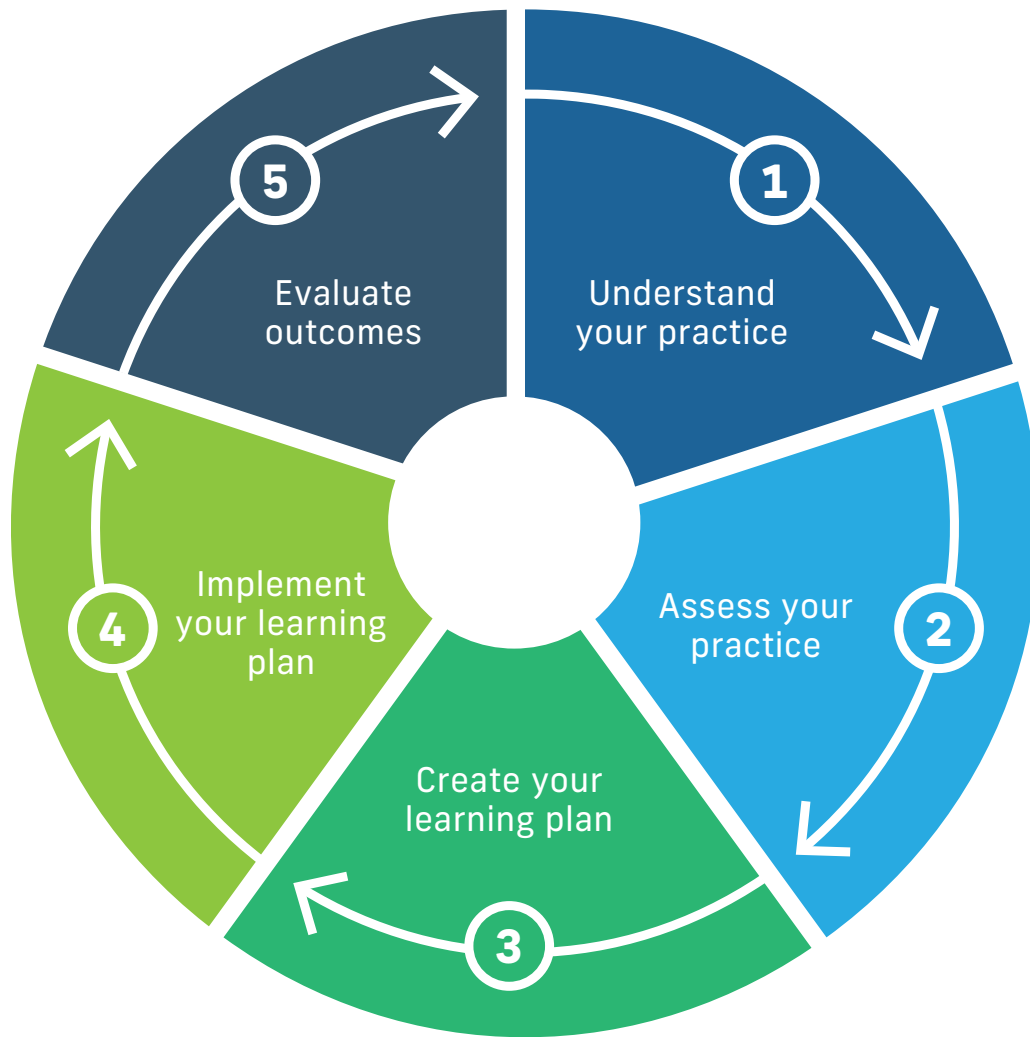 1
Understand
your practice
2
Assess your
practice
3
Create your
learning plan
4
Implement
your learning
plan
5
Evaluate
outcomes